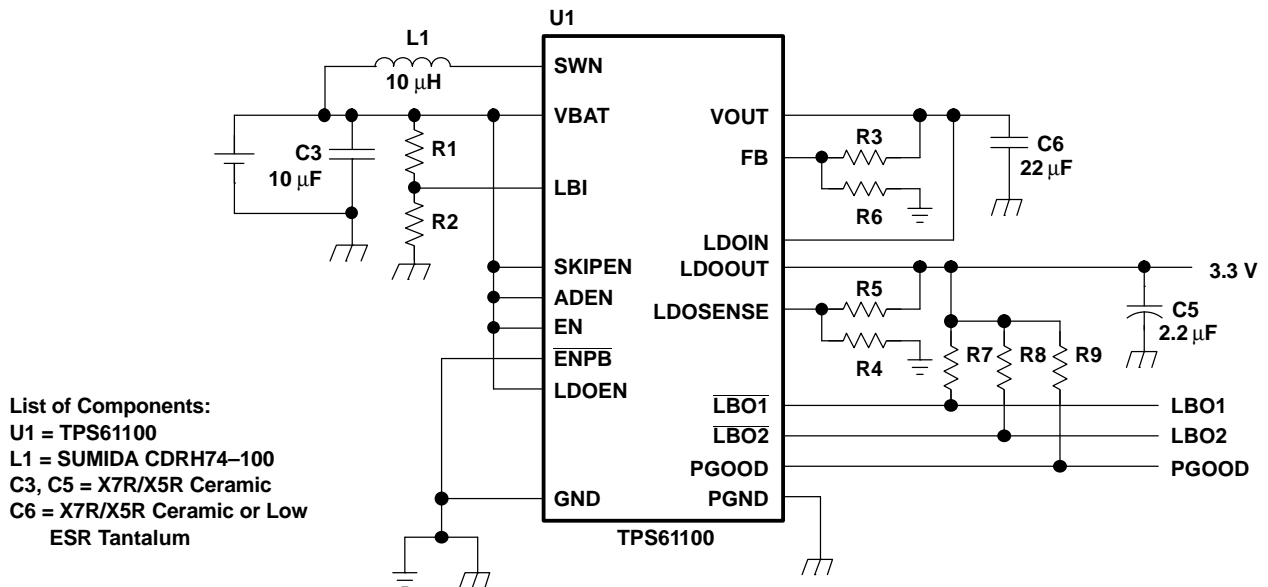 U1
L1
10 μH
SWN
VBAT
VOUT
C3
10 μF
R1
R3
C6
22 μF
FB
LBI
R2
R6
LDOIN
SKIPEN
LDOOUT
3.3 V
ADEN
R5
LDOSENSE
C5
2.2 μF
EN
R4
R7
R8
R9
ENPB
LDOEN
LBO1
LBO1
LBO2
LBO2
PGOOD
PGOOD
GND
PGND
TPS61100
List of Components:
U1 = TPS61100
L1 = SUMIDA CDRH74–100
C3, C5 = X7R/X5R Ceramic
C6 = X7R/X5R Ceramic or Low
ESR Tantalum